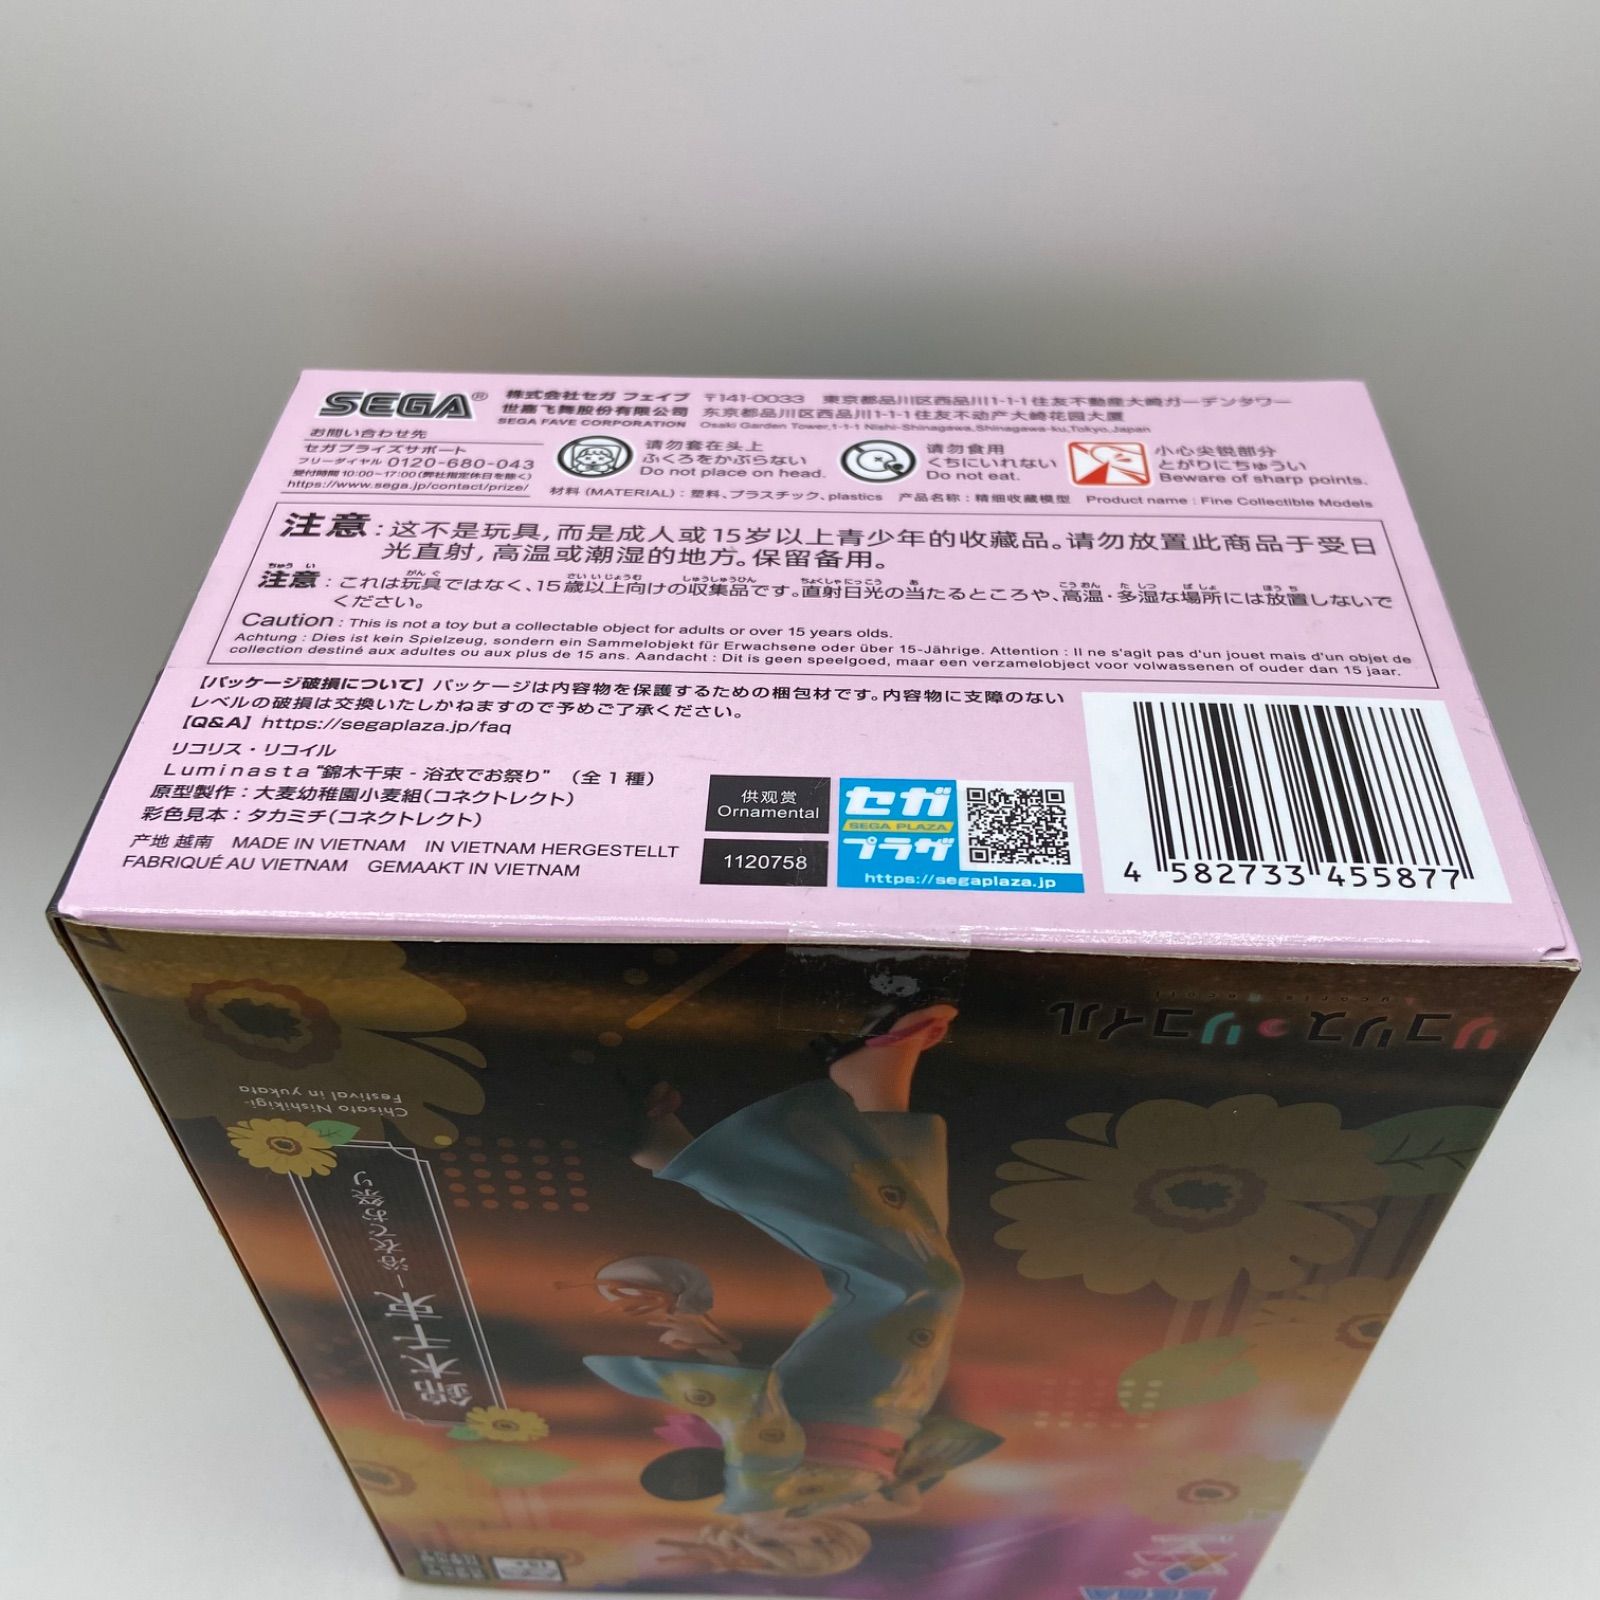 SEGA®
株式会社セガ フェイブ 〒141-0033 東京都品川区西品川1-1-1住友不動産大崎ガーデンタワー
世嘉飞舞股份有限公司 东京都品川区西品川1-1-1住友不动产大崎花园大厦
SEGA FAVE CORPORATION Osaki Garden Tower,1-1-1 Nishi-Shinagawa,Shinagawa-ku,Tokyo,Japan
お問い合わせ先
セガプライズサポート
フリーダイヤル 0120-680-043
受付時間 10:00~17:00(弊社指定休日を除く)
https://www.sega.jp/contact/prize/
请勿套在头上
ふくろをかぶらない
Do not place on head.
请勿食用
くちにいれない
Do not eat.
小心尖锐部分
とがりにちゅうい
Beware of sharp points.
材料 (MATERIAL) : 塑料、プラスチック、plastics 产品名称 : 精细收藏模型 Product name : Fine Collectible Models
注意 : 这不是玩具, 而是成人或15岁以上青少年的收藏品。请勿放置此商品于受日
光直射, 高温或潮湿的地方。保留备用。
注意 : これは玩具ではなく、15歳以上向けの収集品です。直射日光の当たるところや、高温・多湿な場所には放置しないで
ください。
Caution : This is not a toy but a collectable object for adults or over 15 years olds.
Achtung : Dies ist kein Spielzeug, sondern ein Sammelobjekt für Erwachsene oder über 15-Jährige. Attention : Il ne s'agit pas d'un jouet mais d'un objet de
collection destiné aux adultes ou aux plus de 15 ans. Aandacht : Dit is geen speelgoed, maar een verzamelobject voor volwassenen of ouder dan 15 jaar.
【パッケージ破損について】パッケージは内容物を保護するための梱包材です。内容物に支障のない
レベルの破損は交換いたしかねますので予めご了承ください。
【Q&A】https://segaplaza.jp/faq
リコリス・リコイル
Luminasta "錦木千束 - 浴衣でお祭り" (全1種)
原型製作 : 大麦幼稚園小麦組(コネクトレクト)
彩色見本 : タカミチ(コネクトレクト)
产地 越南 MADE IN VIETNAM IN VIETNAM HERGESTELLT
FABRIQUÉ AU VIETNAM GEMAAKT IN VIETNAM
供观赏
Ornamental
1120758
セガ
SEGA PLAZA
プラザ
https://segaplaza.jp
4 582733 455877
リコリス・リコイル
Lycoris Recoil
Chisato Nishikigi-
Festival in yukata
錦木千束-浴衣でお祭り
SEGA